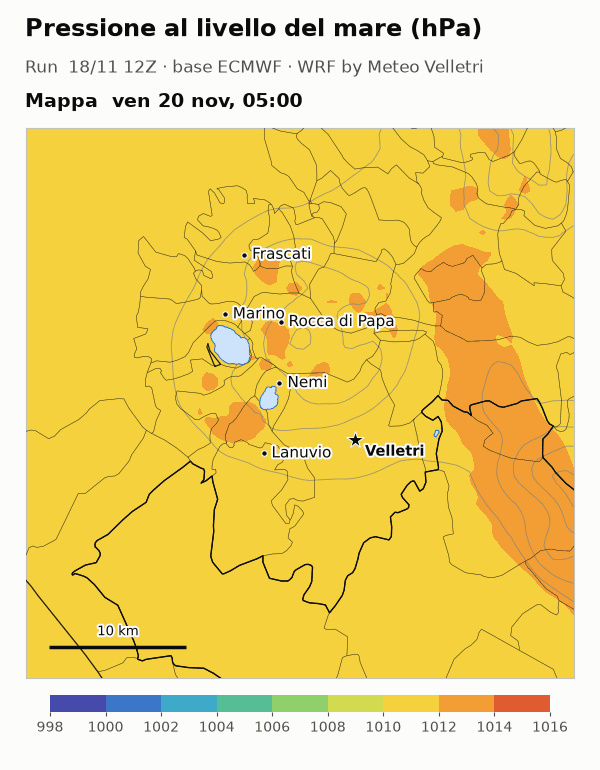 Pressione al livello del mare (hPa)
Run  18/11 12Z · base ECMWF · WRF by Meteo Velletri
Mappa  ven 20 nov, 05:00
Frascati
Marino
Rocca di Papa
Nemi
Velletri
Lanuvio
10 km
998 1000 1002 1004 1006 1008 1010 1012 1014 1016